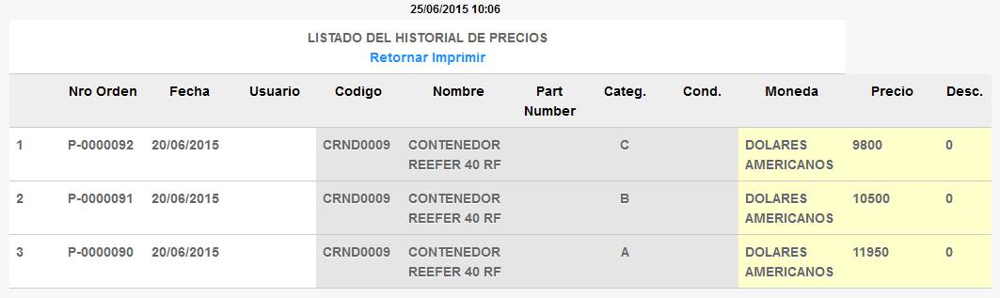 25/06/2015 10:06
LISTADO DEL HISTORIAL DE PRECIOS
Retornar Imprimir
Nro Orden Fecha Usuario Codigo Nombre Part Number Categ. Cond. Moneda Precio Desc.
1 P-0000092 20/06/2015 CRND0009 CONTENEDOR REEFER 40 RF C DOLARES AMERICANOS 9800 0
2 P-0000091 20/06/2015 CRND0009 CONTENEDOR REEFER 40 RF B DOLARES AMERICANOS 10500 0
3 P-0000090 20/06/2015 CRND0009 CONTENEDOR REEFER 40 RF A DOLARES AMERICANOS 11950 0